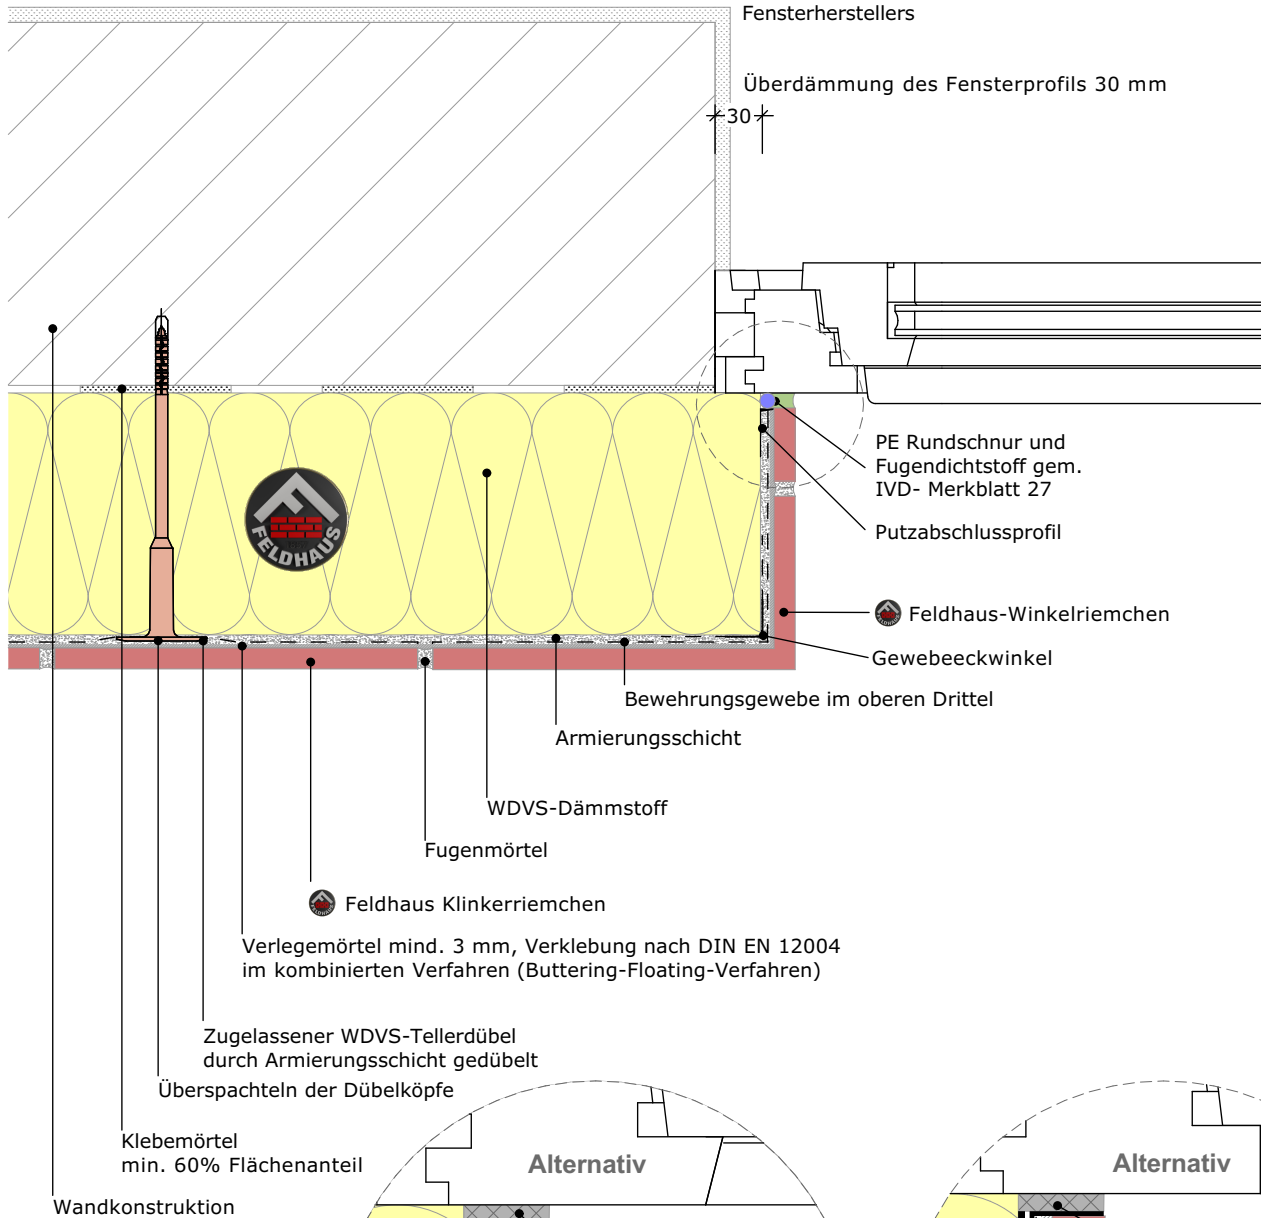 Fensterherstellers
Überdämmung des Fensterprofils 30 mm
30
PE Rundschnur und
Fugendichtstoff gem.
IVD- Merkblatt 27
Putzabschlussprofil
FELDHAUS
FELDHAUS
Feldhaus-Winkelriemchen
Gewebeeckwinkel
Bewehrungsgewebe im oberen Drittel
Armierungsschicht
WDVS-Dämmstoff
Fugenmörtel
FELDHAUS
Feldhaus Klinkerriemchen
Verlegemörtel mind. 3 mm, Verklebung nach DIN EN 12004
im kombinierten Verfahren (Buttering-Floating-Verfahren)
Zugelassener WDVS-Tellerdübel
durch Armierungsschicht gedübelt
Überspachteln der Dübelköpfe
Klebemörtel
min. 60% Flächenanteil
Alternativ
Alternativ
Wandkonstruktion